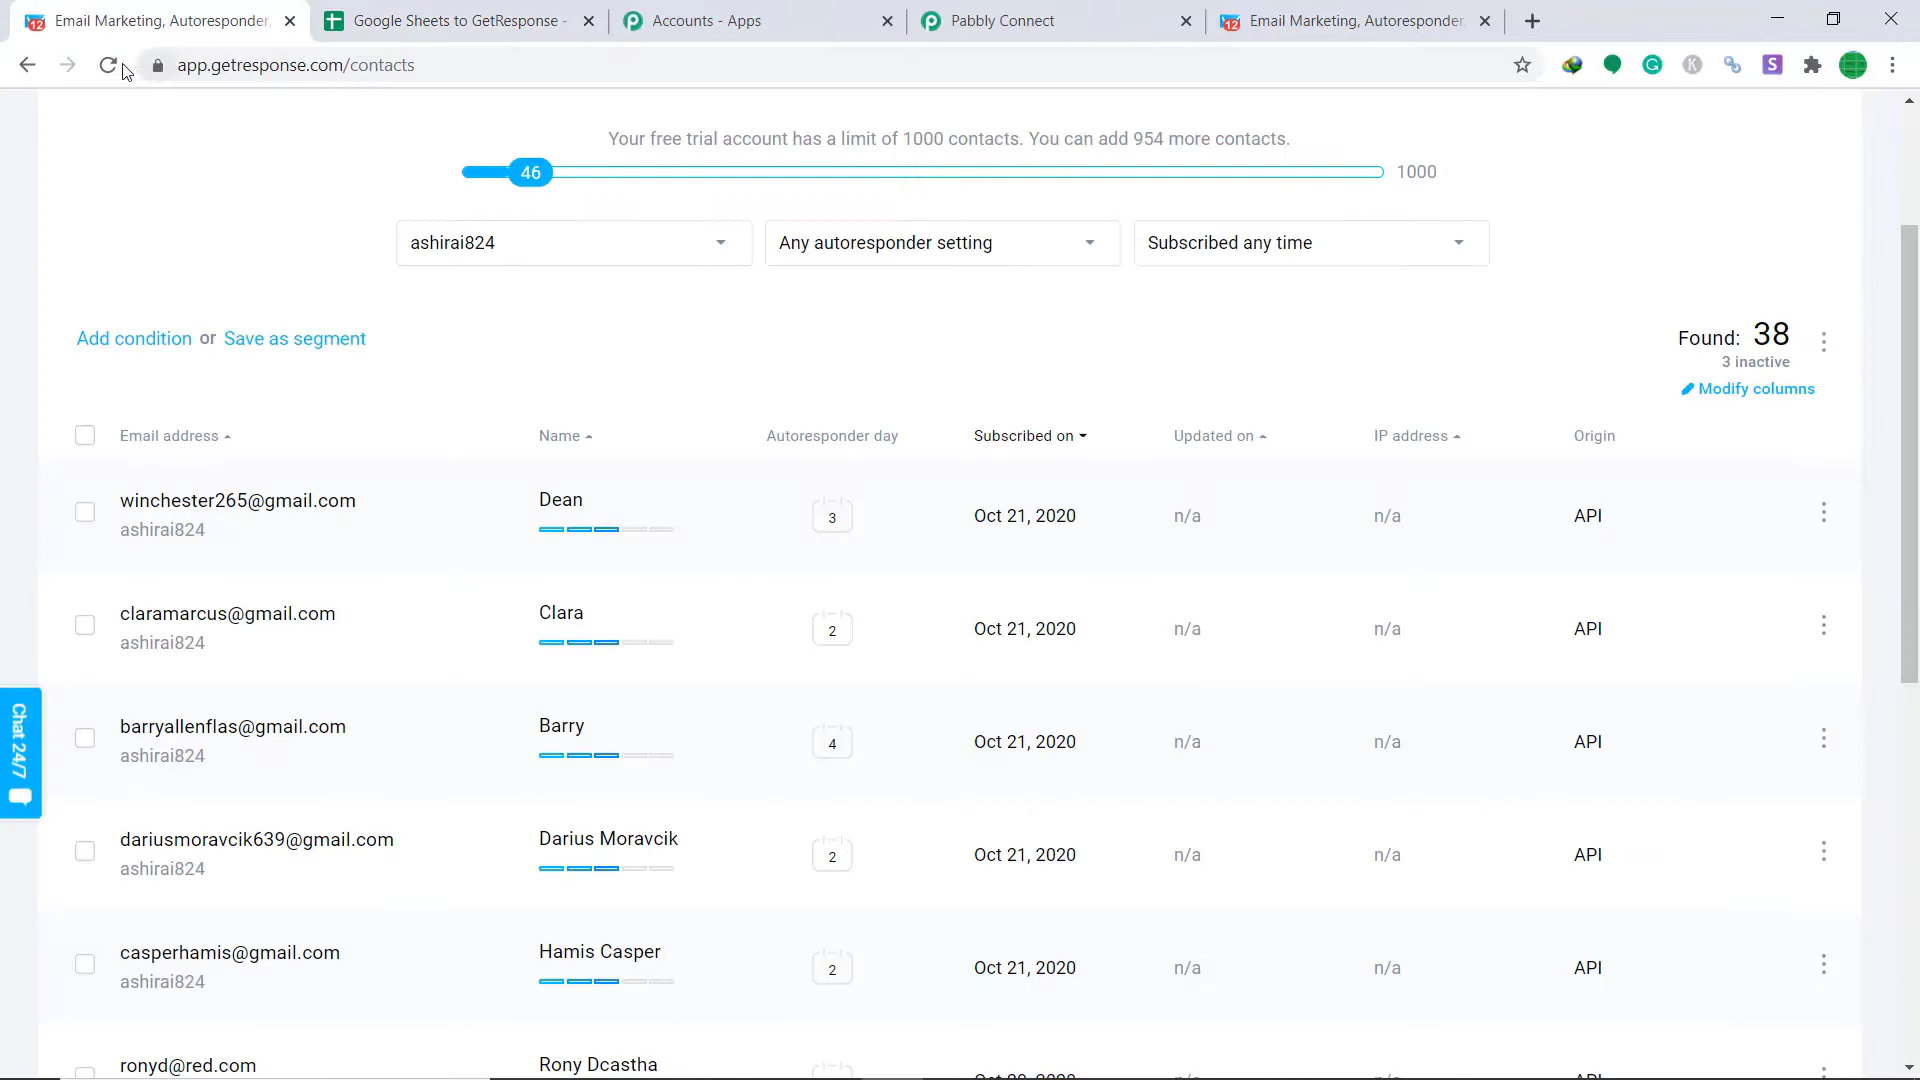 Email Marketing, Autoresponder,
Google Sheets to GetResponse -
Accounts - Apps
Pabbly Connect
Email Marketing, Autoresponder,
app.getresponse.com/contacts
Your free trial account has a limit of 1000 contacts. You can add 954 more contacts.
46
1000
ashirai824
Any autoresponder setting
Subscribed any time
Add condition or Save as segment
Found: 38
3 inactive
Modify columns
Email address
Name
Autoresponder day
Subscribed on
Updated on
IP address
Origin
winchester265@gmail.com
ashirai824
Dean
3
Oct 21, 2020
n/a
n/a
API
claramarcus@gmail.com
ashirai824
Clara
2
Oct 21, 2020
n/a
n/a
API
barryallenflas@gmail.com
ashirai824
Barry
4
Oct 21, 2020
n/a
n/a
API
dariusmoravcik639@gmail.com
ashirai824
Darius Moravcik
2
Oct 21, 2020
n/a
n/a
API
casperhamis@gmail.com
ashirai824
Hamis Casper
2
Oct 21, 2020
n/a
n/a
API
ronyd@red.com
Rony Dcastha
Chat 24/7